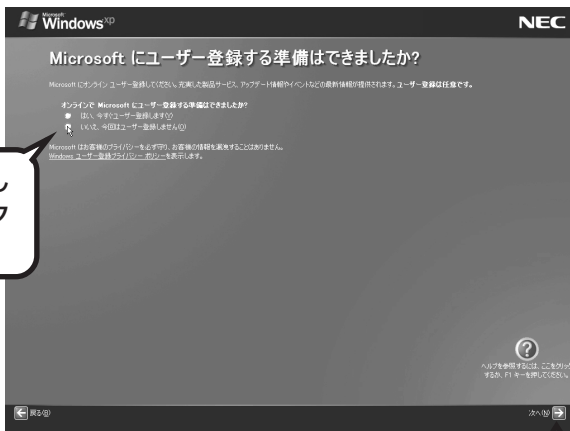 Microsoft
Windows xp
NEC
Microsoft にユーザー登録する準備はできましたか?
Microsoft にオンライン ユーザー登録してください。充実した製品サービス、アップデート情報やイベントなどの最新情報が提供されます。ユーザー登録は任意です。
オンラインで Microsoft にユーザー登録する準備はできましたか?
はい、今すぐユーザー登録します(Y)
いいえ、今回はユーザー登録しません(O)
Microsoft はお客様のプライバシーを必ず守り、お客様の情報を漏洩することはありません。
Windows ユーザー登録プライバシー ポリシーを表示します。
ヘルプを参照するには、ここをクリック
するか、F1 キーを押してください。
戻る(B)
次へ(N)